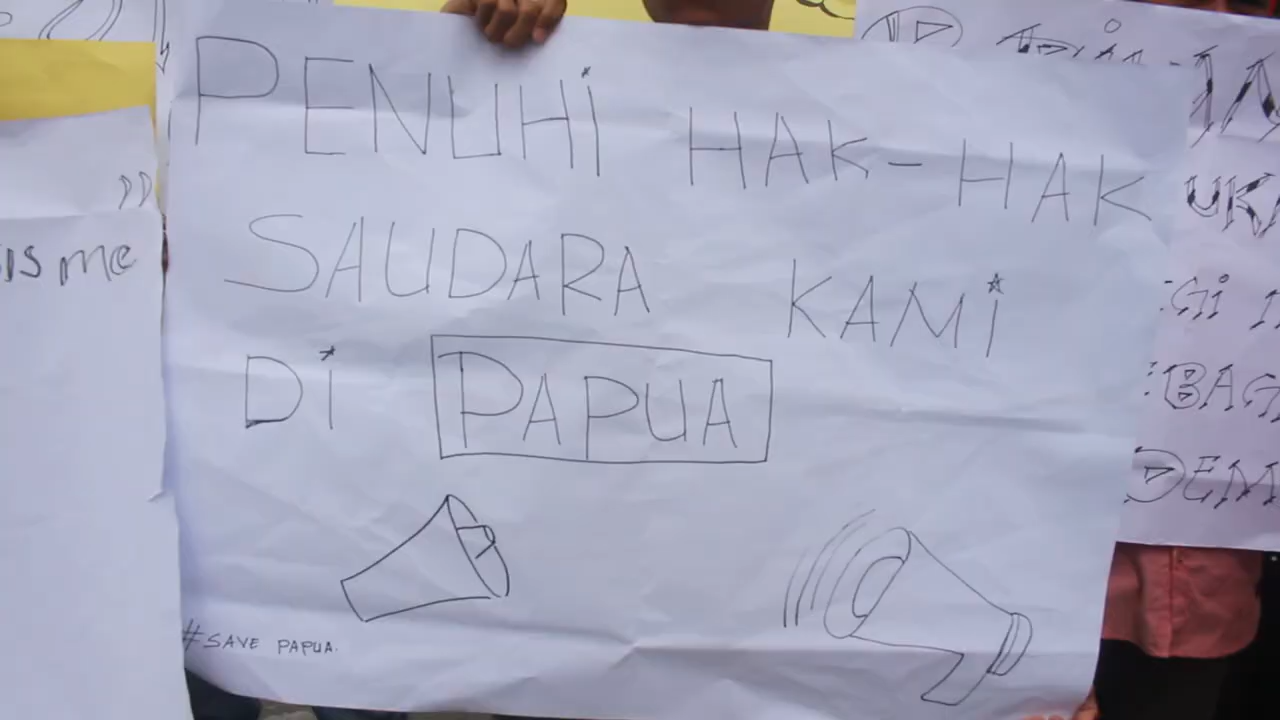 PENUHi HAK-HAK
SAUDARA KAMi
Di PAPUA
#SAVE PAPUA.